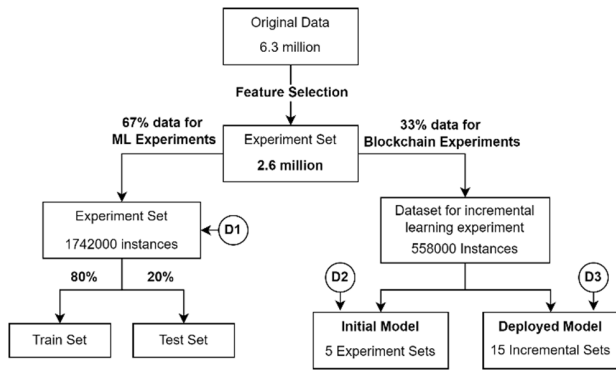 Original Data
6.3 million
Feature Selection
67% data for
ML Experiments
33% data for
Blockchain Experiments
Experiment Set
2.6 million
Experiment Set
1742000 instances
D1
Dataset for incremental
learning experiment
558000 Instances
80%
20%
D2
D3
Train Set
Test Set
Initial Model
5 Experiment Sets
Deployed Model
15 Incremental Sets